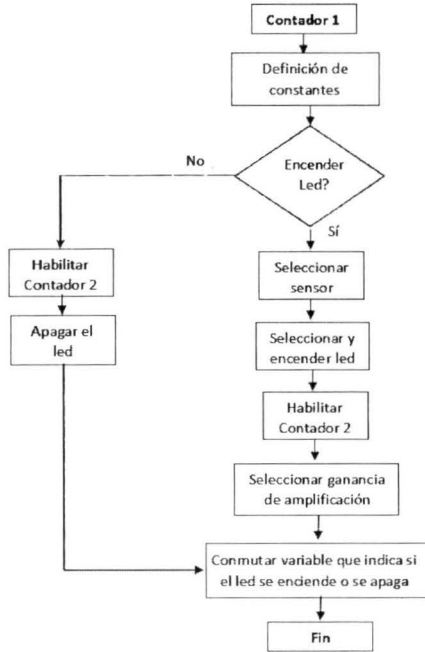 Contador 1
Definición de
constantes
Encender
Led?
No
Sí
Habilitar
Contador 2
Apagar el
led
Seleccionar
sensor
Seleccionar y
encender led
Habilitar
Contador 2
Seleccionar ganancia
de amplificación
Conmutar variable que indica si
el led se enciende o se apaga
Fin